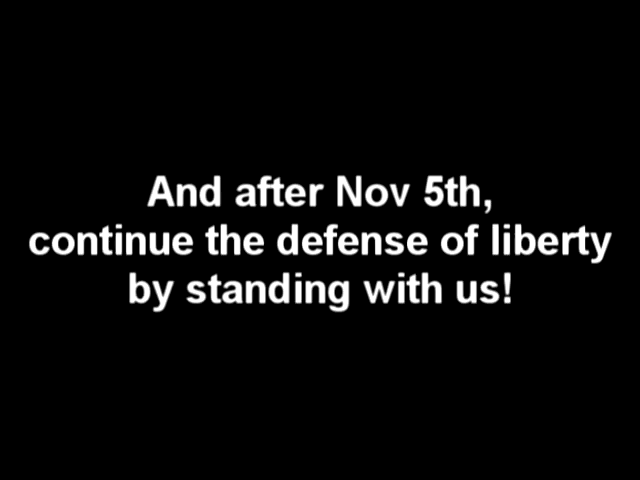 And after Nov 5th,
continue the defense of liberty
by standing with us!